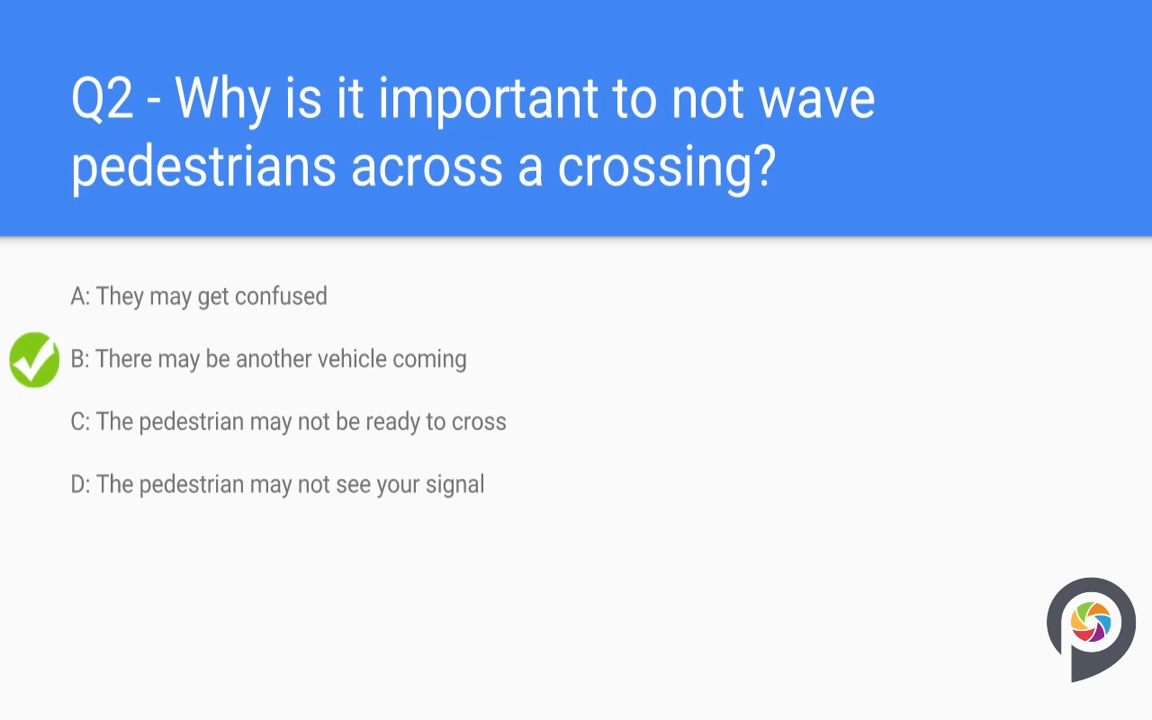 Q2 - Why is it important to not wave
pedestrians across a crossing?
A: They may get confused
B: There may be another vehicle coming
C: The pedestrian may not be ready to cross
D: The pedestrian may not see your signal